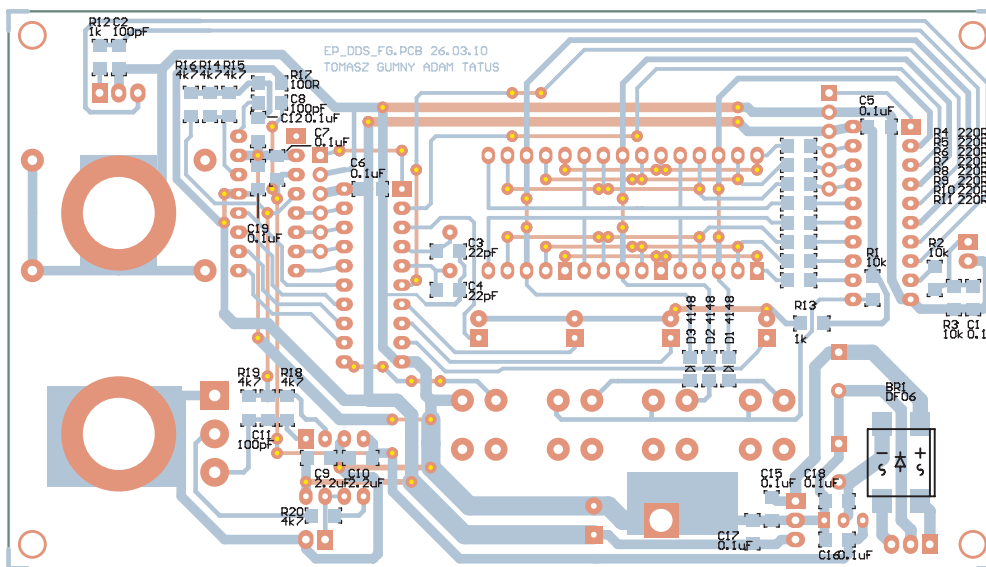 R12 C2
1k 100pF
EP_DDS_FG.PCB 26.03.10
TOMASZ GUMNY ADAM TATUS
R16 R14 R15
4k7 4k7 4k7
R17
100R
C8
100pF
C12 0.1uF
C7
0.1uF
C6
0.1uF
C5
0.1uF
R4 220R
R5 220R
R6 220R
R7 220R
R8 220R
R9 220R
R10 220R
R11 220R
C19
0.1uF
C3
22pF
C4
22pF
R1
10k
R2
10k
R13
1k
R3 C1
10k 0.1
D3 4148
D2 4148
D1 4148
R19 R18
4k7 4k7
C11
100pF
C9 C10
2.2uF 2.2uF
R20
4k7
BR1
DF06
- +
S S
C15 C18
0.1uF 0.1uF
C17
0.1uF
C16 0.1uF